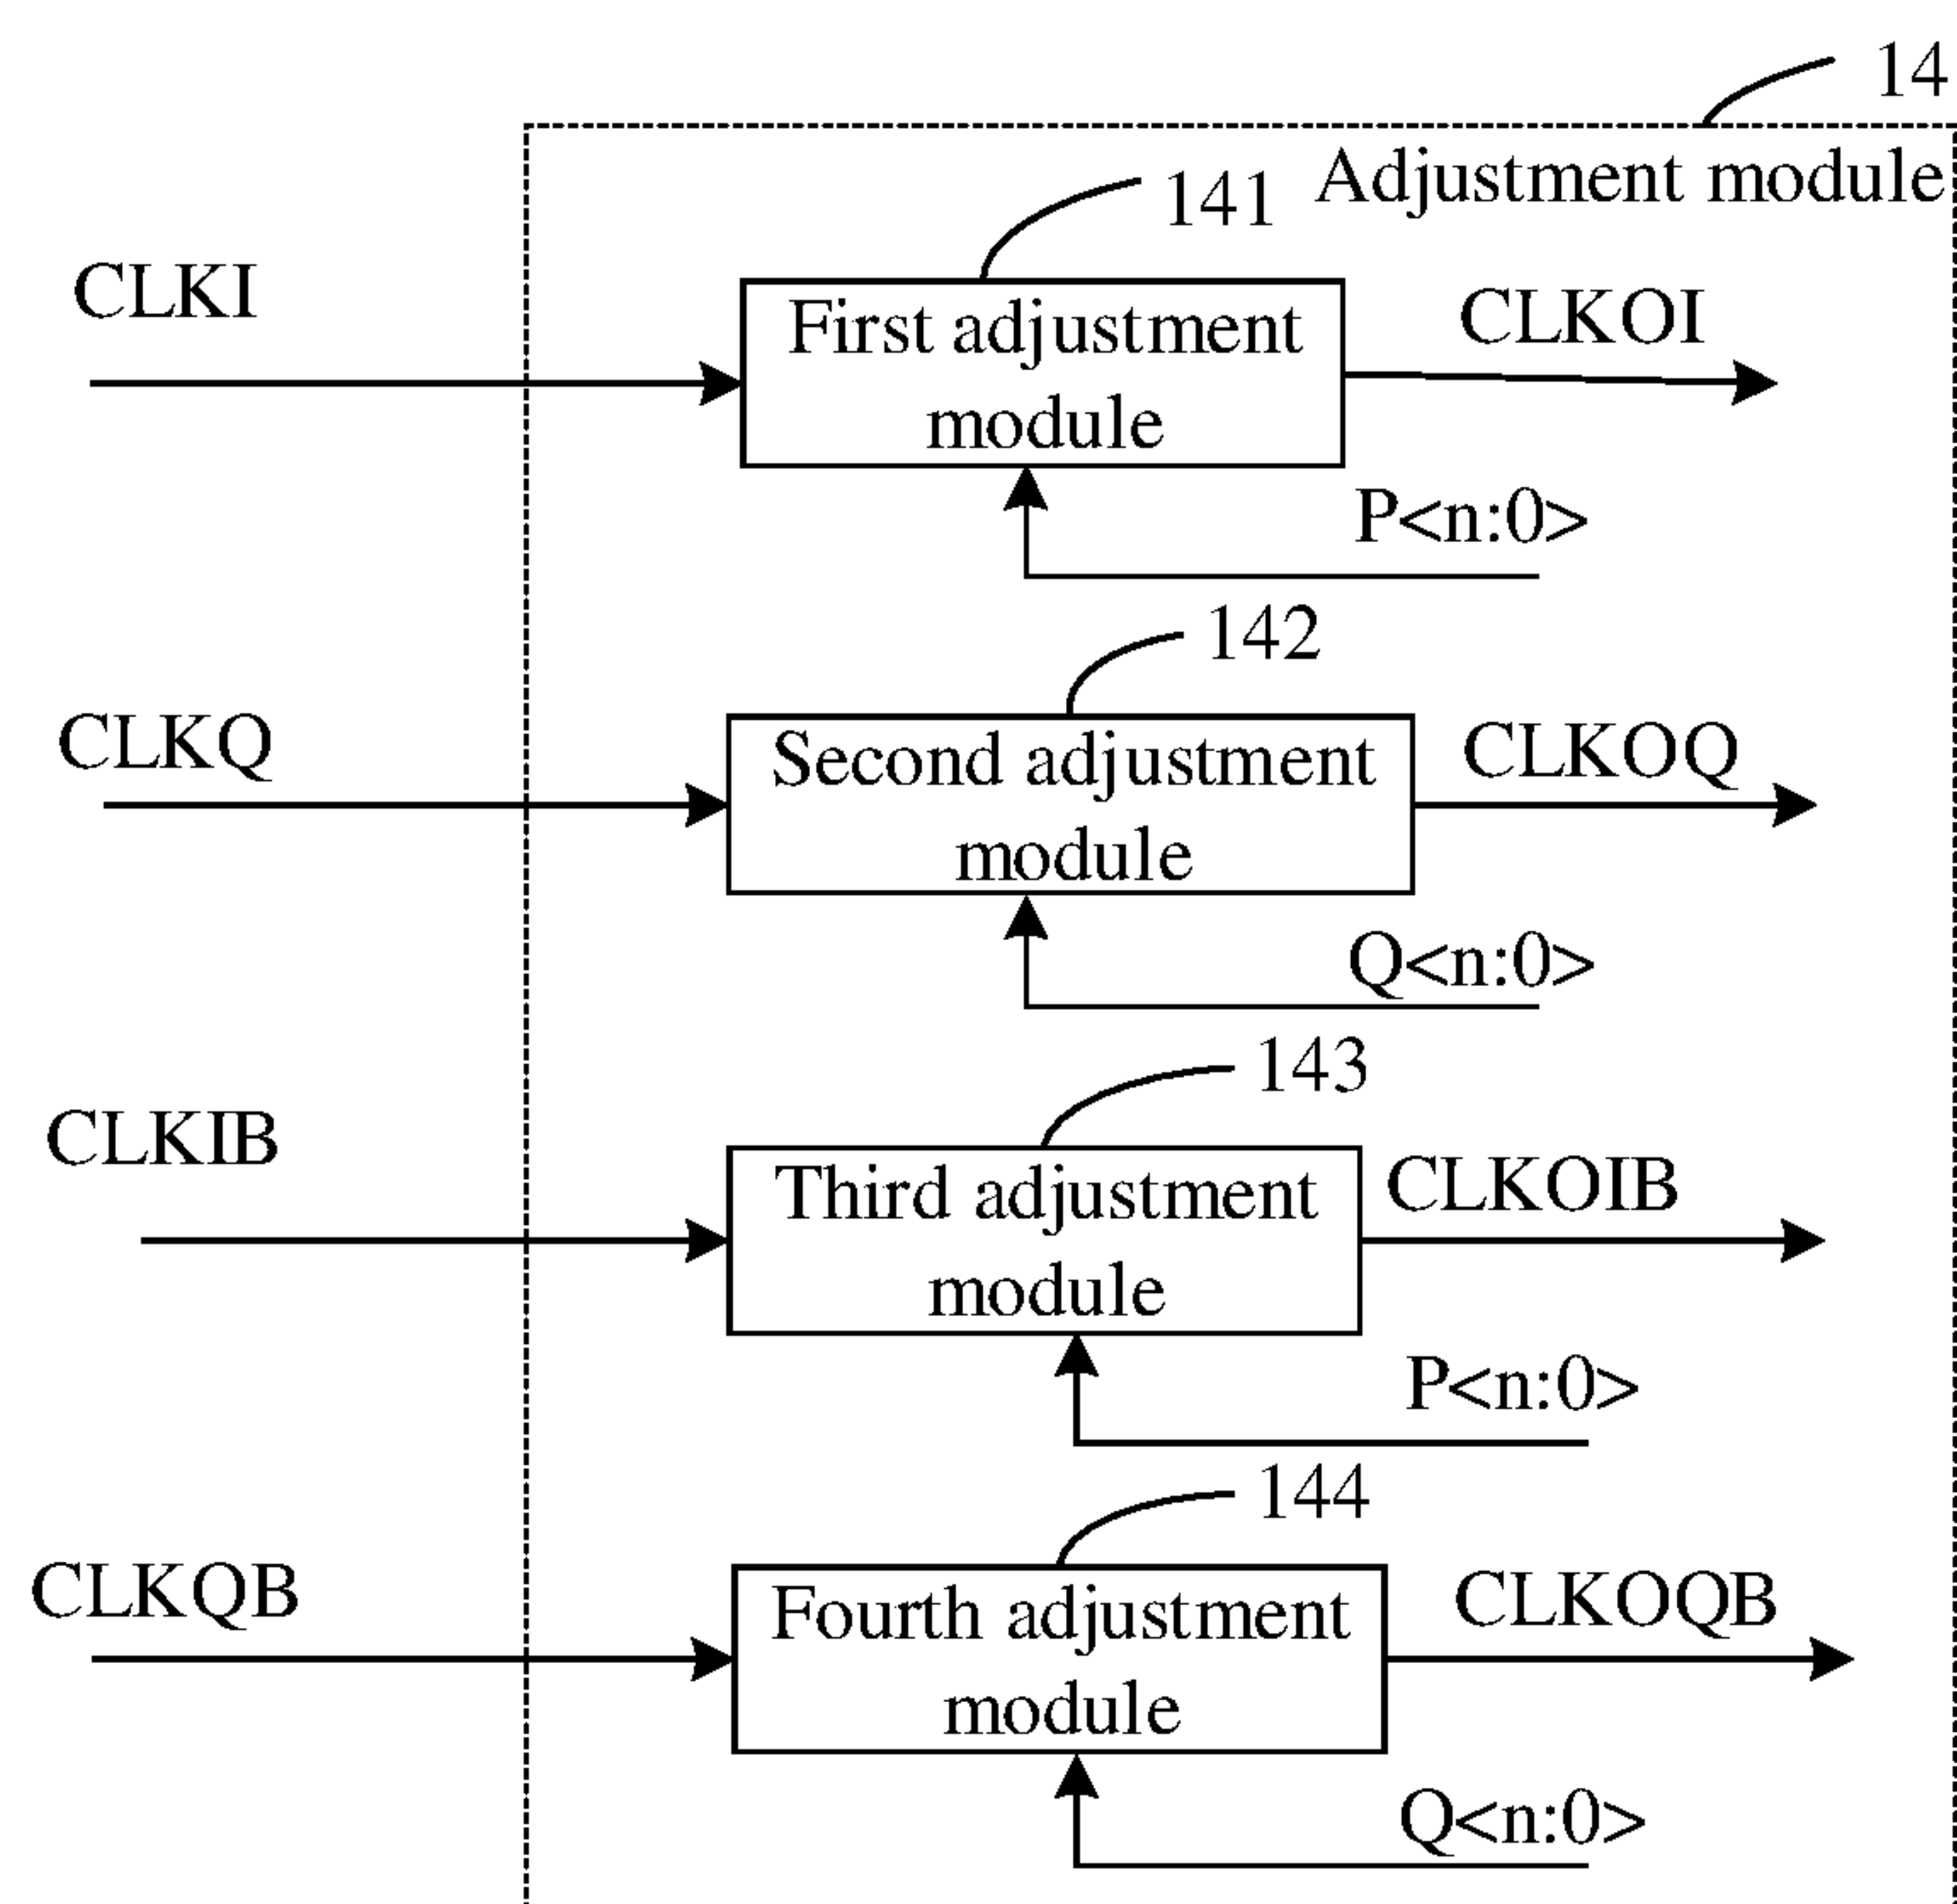 14
Adjustment module
141
CLKI
First adjustment
module
CLKOI
P<n:0>
142
CLKQ
Second adjustment
module
CLKOQ
Q<n:0>
143
CLKIB
Third adjustment
module
CLKOIB
P<n:0>
144
CLKQB
Fourth adjustment
module
CLKOQB
Q<n:0>